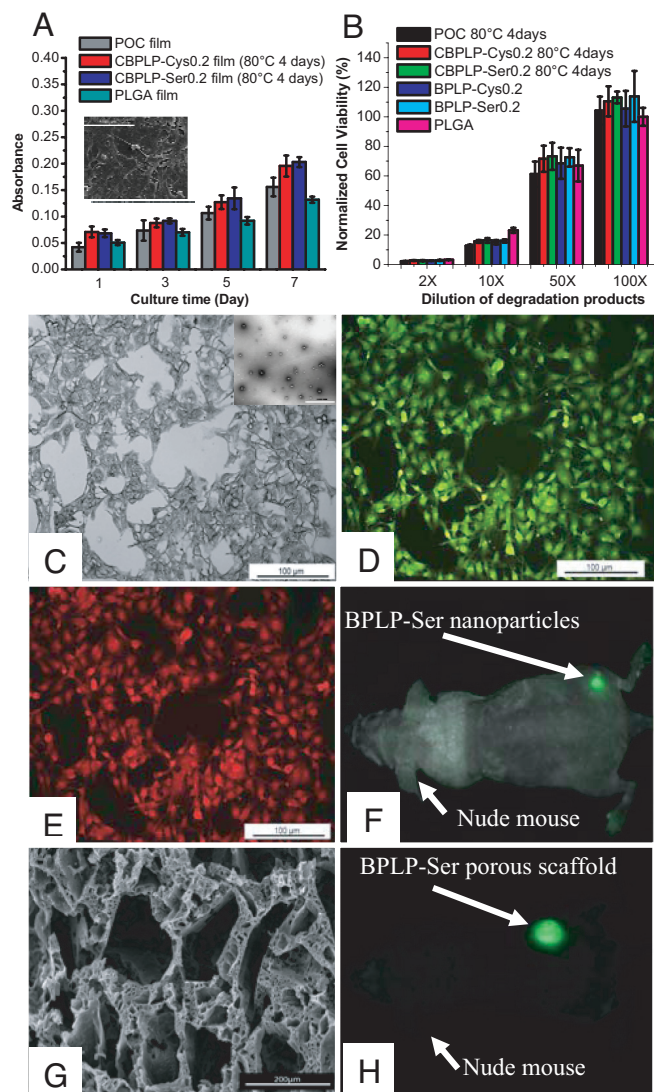 A
POC film
CBPLP-Cys0.2 film (80°C 4 days)
CBPLP-Ser0.2 film (80°C 4 days)
PLGA film
Absorbance
0.40
0.35
0.30
0.25
0.20
0.15
0.10
0.05
0.00
1 3 5 7
Culture time (Day)
B
POC 80°C 4days
CBPLP-Cys0.2 80°C 4days
CBPLP-Ser0.2 80°C 4days
BPLP-Cys0.2
BPLP-Ser0.2
PLGA
Normalized Cell Viability (%)
160
140
120
100
80
60
40
20
0
2X 10X 50X 100X
Dilution of degradation products
C
100 µm
D
100 µm
E
100 µm
BPLP-Ser nanoparticles
F
Nude mouse
G
200µm
BPLP-Ser porous scaffold
H
Nude mouse